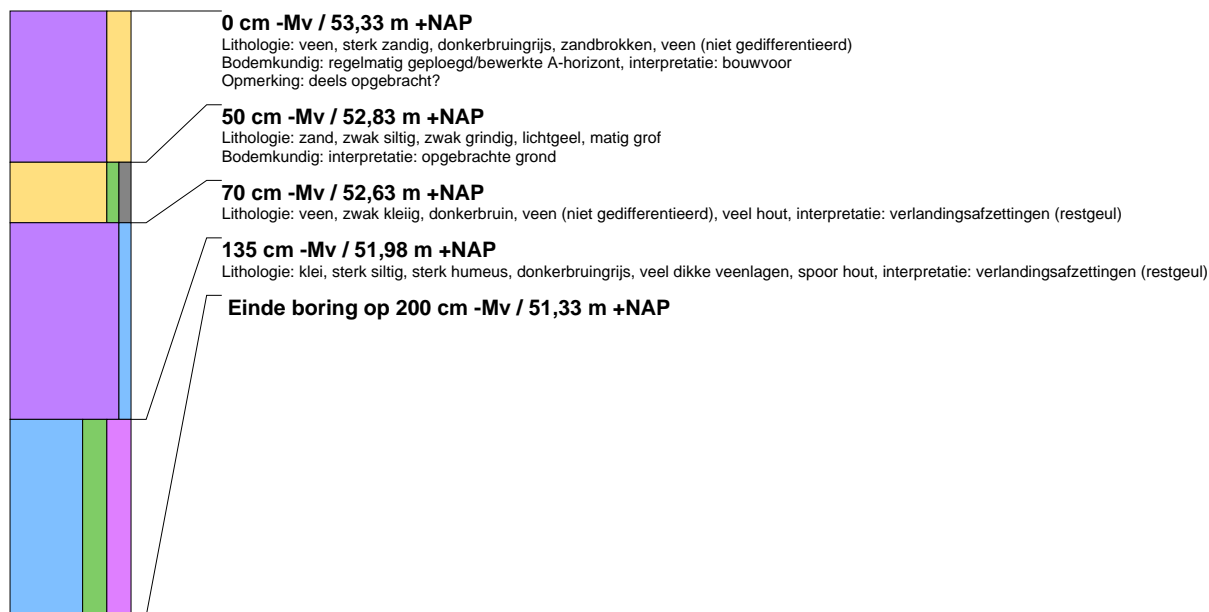 0 cm -Mv / 53,33 m +NAP
Lithologie: veen, sterk zandig, donkerbruingrijs, zandbrokken, veen (niet gedifferentieerd)
Bodemkundig: regelmatig geploegd/bewerkte A-horizont, interpretatie: bouwvoor
Opmerking: deels opgebracht?
50 cm -Mv / 52,83 m +NAP
Lithologie: zand, zwak siltig, zwak grindig, lichtgeel, matig grof
Bodemkundig: interpretatie: opgebrachte grond
70 cm -Mv / 52,63 m +NAP
Lithologie: veen, zwak kleiig, donkerbruin, veen (niet gedifferentieerd), veel hout, interpretatie: verlandingsafzettingen (restgeul)
135 cm -Mv / 51,98 m +NAP
Lithologie: klei, sterk siltig, sterk humeus, donkerbruingrijs, veel dikke veenlagen, spoor hout, interpretatie: verlandingsafzettingen (restgeul)
Einde boring op 200 cm -Mv / 51,33 m +NAP